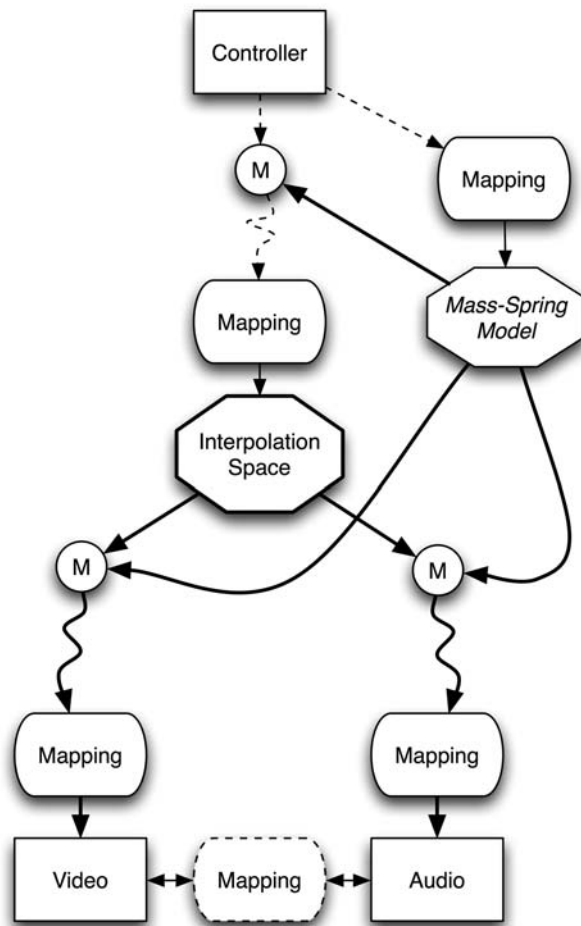 Controller
M
Mapping
Mapping
Mass-Spring
Model
Interpolation
Space
M
M
Mapping
Mapping
Video
Mapping
Audio